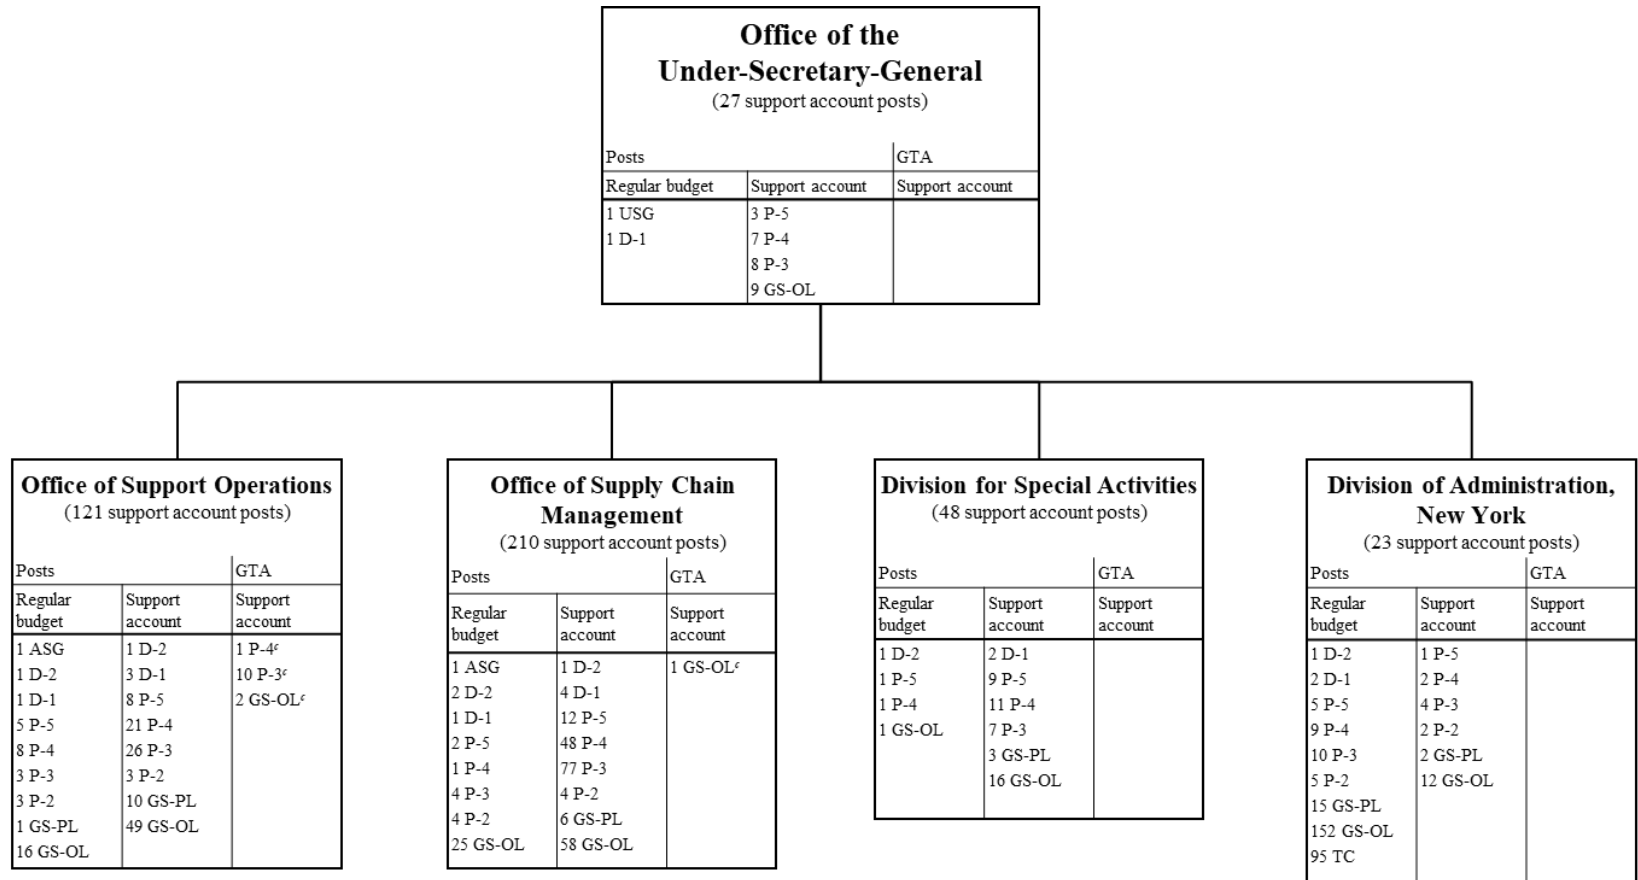 Office of the
Under-Secretary-General
(27 support account posts)
Posts GTA
Regular budget Support account Support account
1 USG 3 P-5
1 D-1 7 P-4
8 P-3
9 GS-OL
Office of Support Operations
(121 support account posts)
Posts GTA
Regular Support Support
budget account account
1 ASG 1 D-2 1 P-4ᶜ
1 D-2 3 D-1 10 P-3ᶜ
1 D-1 8 P-5 2 GS-OLᶜ
5 P-5 21 P-4
8 P-4 26 P-3
3 P-3 3 P-2
3 P-2 10 GS-PL
1 GS-PL 49 GS-OL
16 GS-OL
Office of Supply Chain
Management
(210 support account posts)
Posts GTA
Regular Support Support
budget account account
1 ASG 1 D-2 1 GS-OLᶜ
2 D-2 4 D-1
1 D-1 12 P-5
2 P-5 48 P-4
1 P-4 77 P-3
4 P-3 4 P-2
4 P-2 6 GS-PL
25 GS-OL 58 GS-OL
Division for Special Activities
(48 support account posts)
Posts GTA
Regular Support Support
budget account account
1 D-2 2 D-1
1 P-5 9 P-5
1 P-4 11 P-4
1 GS-OL 7 P-3
3 GS-PL
16 GS-OL
Division of Administration,
New York
(23 support account posts)
Posts GTA
Regular Support Support
budget account account
1 D-2 1 P-5
2 D-1 2 P-4
5 P-5 4 P-3
9 P-4 2 P-2
10 P-3 2 GS-PL
5 P-2 12 GS-OL
15 GS-PL
152 GS-OL
95 TC